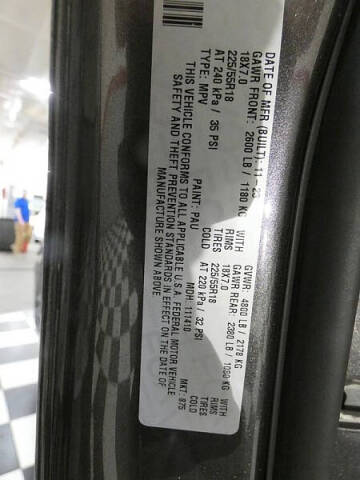 DATE OF MFR (BUILT): 11-23 GVWR: 4800 LB / 2178 KG
GAWR FRONT: 2600 LB / 1180 KG WITH GAWR REAR: 2380 LB / 1080 KG WITH
18X7.0 RIMS 18X7.0 RIMS
225/55R18 TIRES 225/55R18 TIRES
AT 240 kPa / 35 PSI COLD AT 220 kPa / 32 PSI COLD
TYPE: MPV PAINT: PAU MDH: 111410 MKT: 875
THIS VEHICLE CONFORMS TO ALL APPLICABLE U.S.A. FEDERAL MOTOR VEHICLE
SAFETY AND THEFT PREVENTION STANDARDS IN EFFECT ON THE DATE OF
MANUFACTURE SHOWN ABOVE